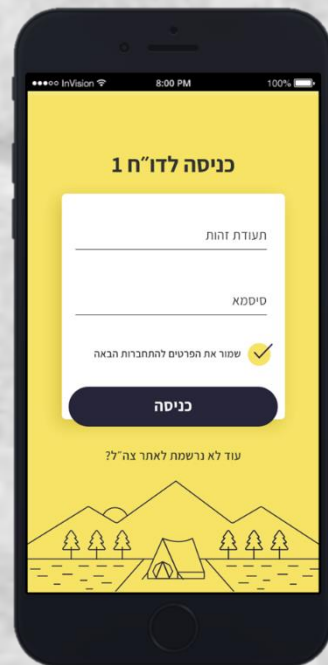 InVision 8:00 PM 100%
כניסה לדו״ח 1
תעודת זהות
סיסמא
שמור את הפרטים להתחברות הבאה
כניסה
עוד לא נרשמת לאתר צה״ל?